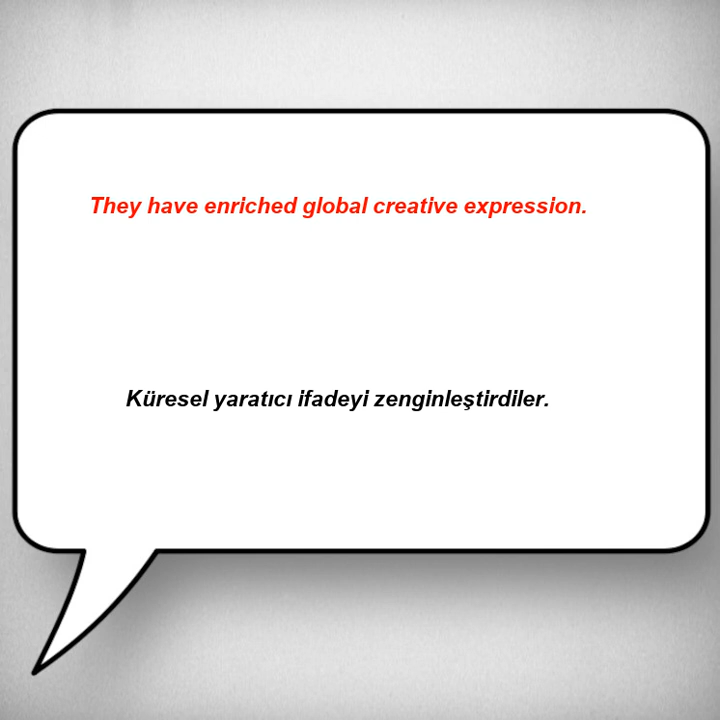 They have enriched global creative expression.
Küresel yaratıcı ifadeyi zenginleştirdiler.